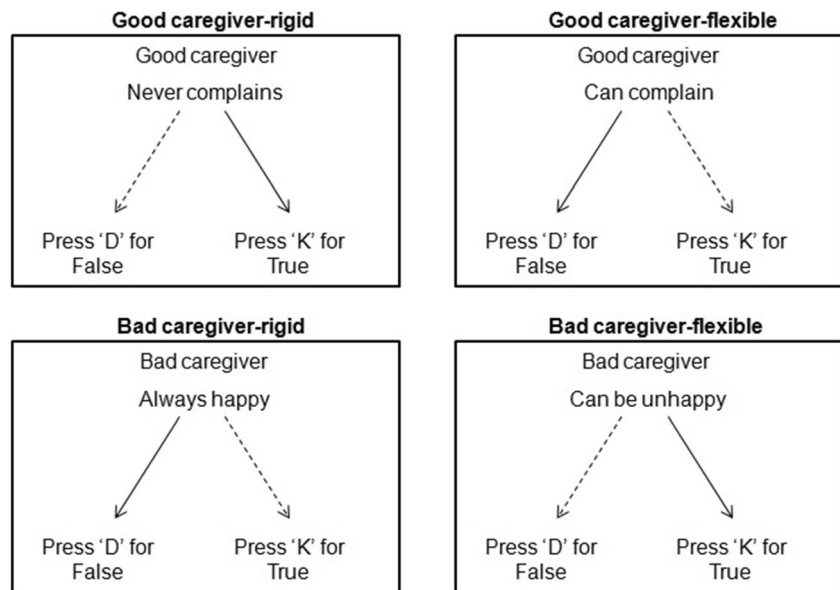 Good caregiver-rigid
Good caregiver
Never complains
Press ‘D’ for
False
Press ‘K’ for
True
Good caregiver-flexible
Good caregiver
Can complain
Press ‘D’ for
False
Press ‘K’ for
True
Bad caregiver-rigid
Bad caregiver
Always happy
Press ‘D’ for
False
Press ‘K’ for
True
Bad caregiver-flexible
Bad caregiver
Can be unhappy
Press ‘D’ for
False
Press ‘K’ for
True